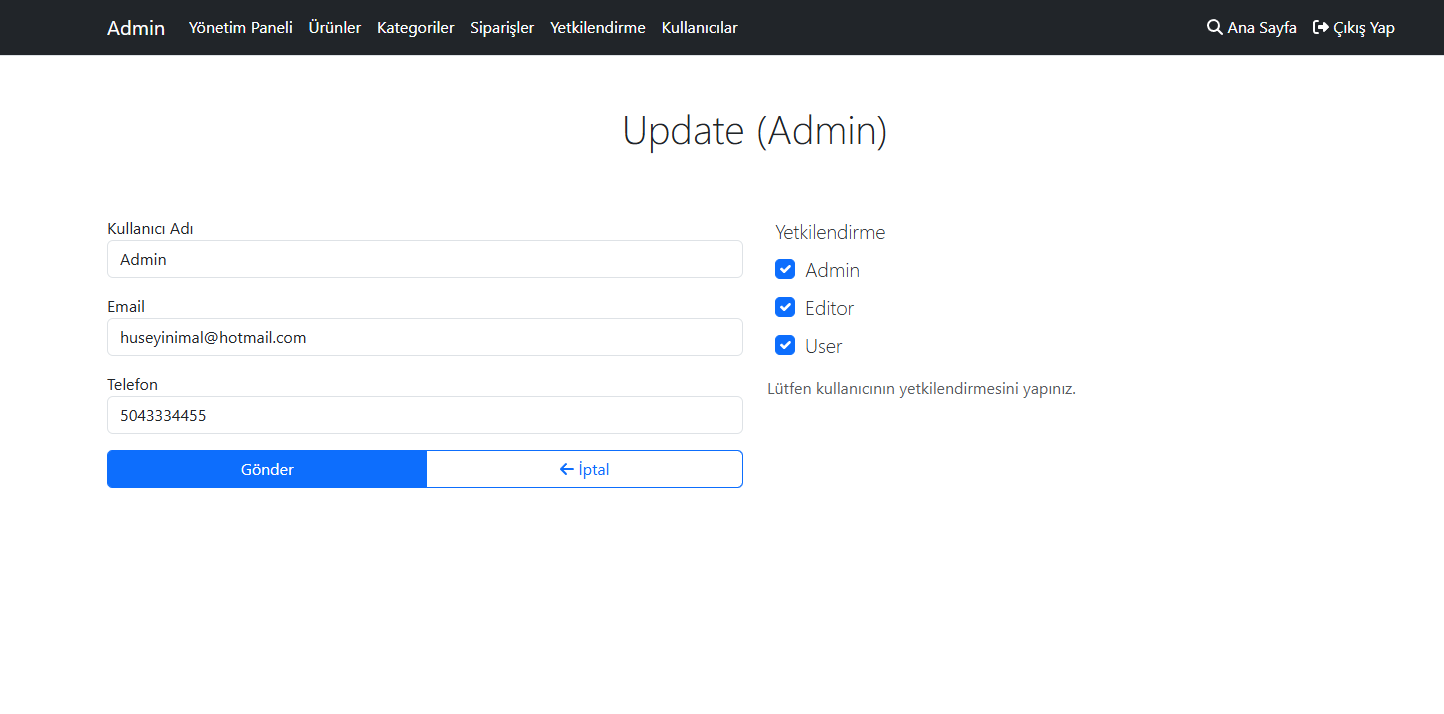 Admin Yönetim Paneli Ürünler Kategoriler Siparişler Yetkilendirme Kullanıcılar Ana Sayfa Çıkış Yap
Update (Admin)
Kullanıcı Adı
Admin
Email
huseyinimal@hotmail.com
Telefon
5043334455
Gönder İptal
Yetkilendirme
Admin
Editor
User
Lütfen kullanıcının yetkilendirmesini yapınız.